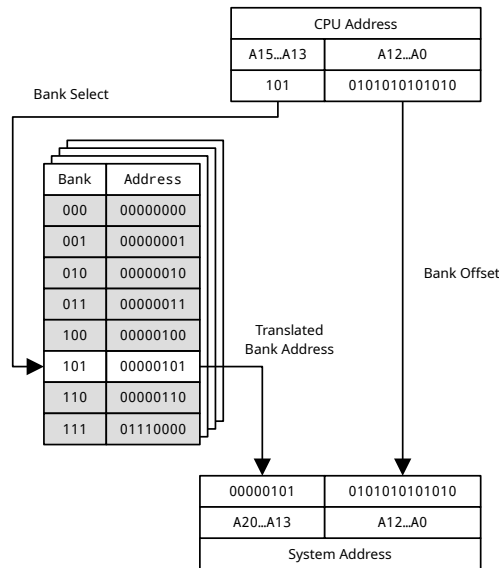 CPU Address
A15...A13 A12...A0
101 0101010101010
Bank Select
Bank Address
000 00000000
001 00000001
010 00000010
011 00000011
100 00000100
101 00000101
110 00000110
111 01110000
Bank Offset
Translated
Bank Address
00000101 0101010101010
A20...A13 A12...A0
System Address